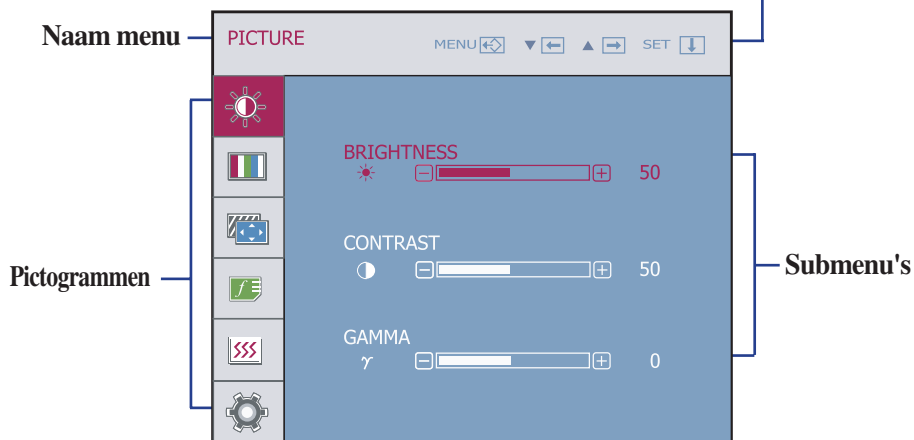 Naam menu
PICTURE MENU SET
BRIGHTNESS
50
CONTRAST
50
Pictogrammen
Submenu's
GAMMA
γ 0